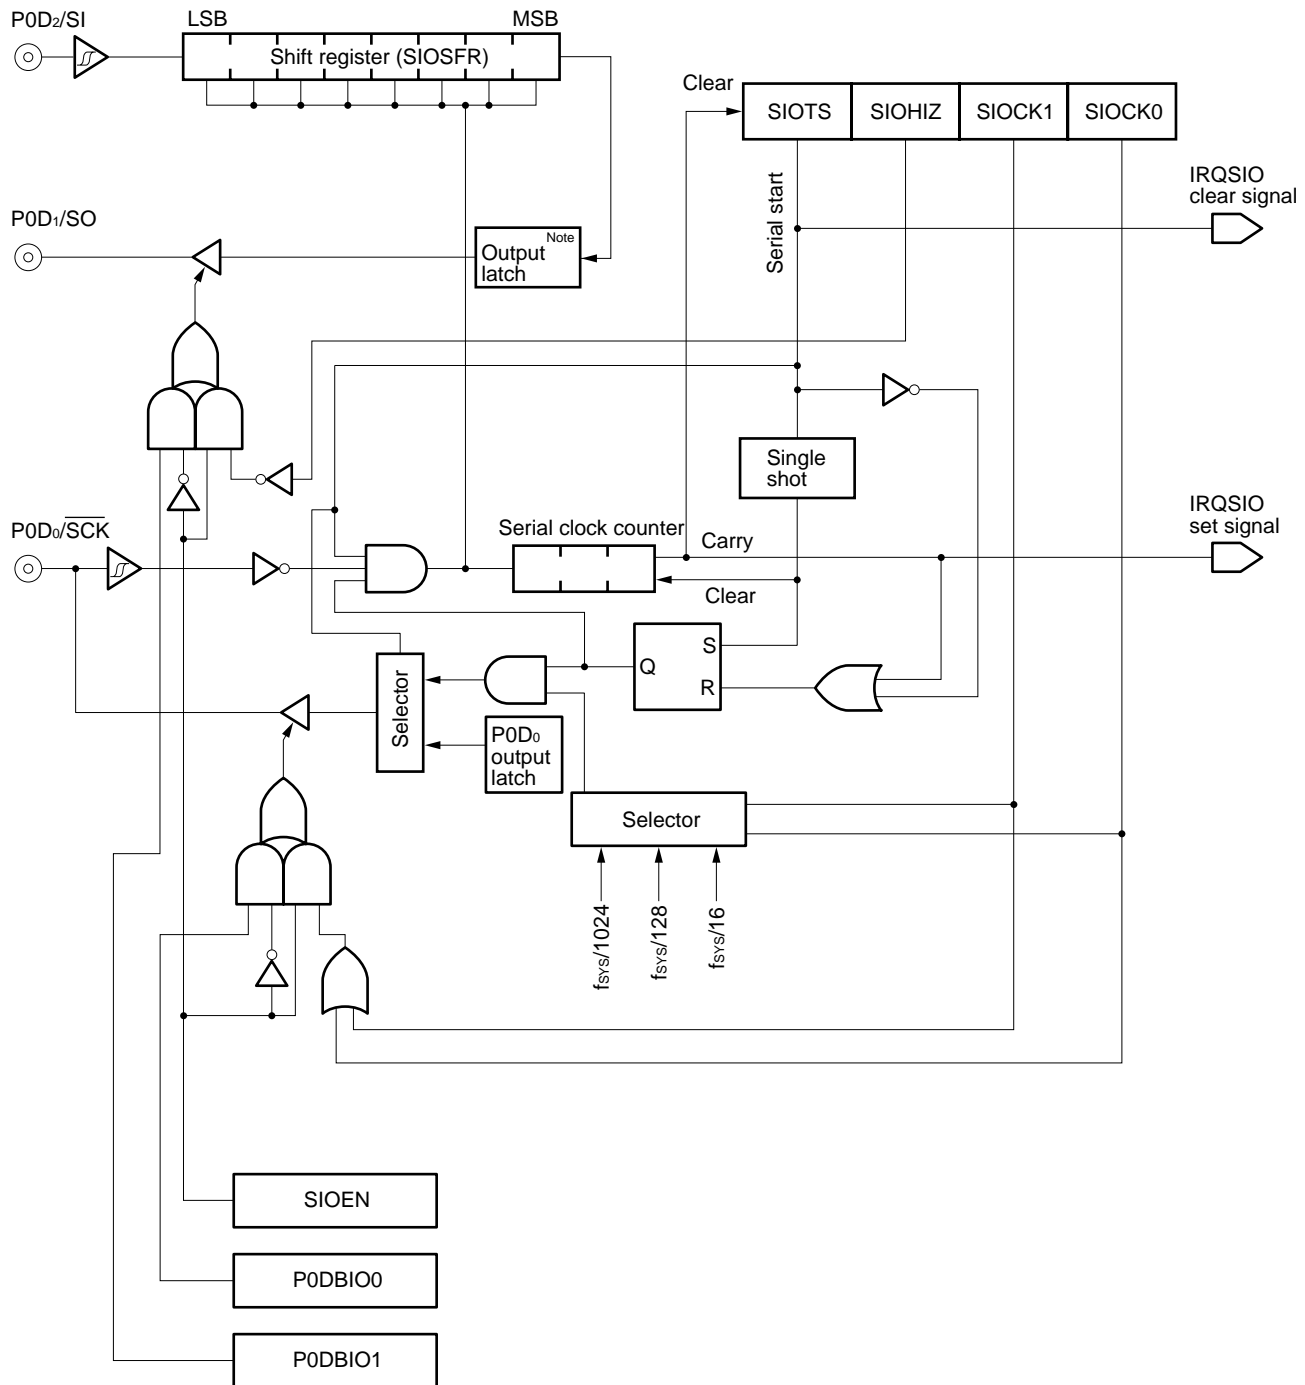 P0D₂/SI
LSB
MSB
Shift register (SIOSFR)
Clear
SIOTS
SIOHIZ
SIOCK1
SIOCK0
Serial start
IRQSIO
clear signal
P0D₁/SO
Note
Output
latch
Single
shot
P0D₀/S̅C̅K̅
Serial clock counter
Carry
IRQSIO
set signal
Clear
S
Q
R
Selector
P0D₀
output
latch
Selector
fSYS/1024
fSYS/128
fSYS/16
SIOEN
P0DBIO0
P0DBIO1